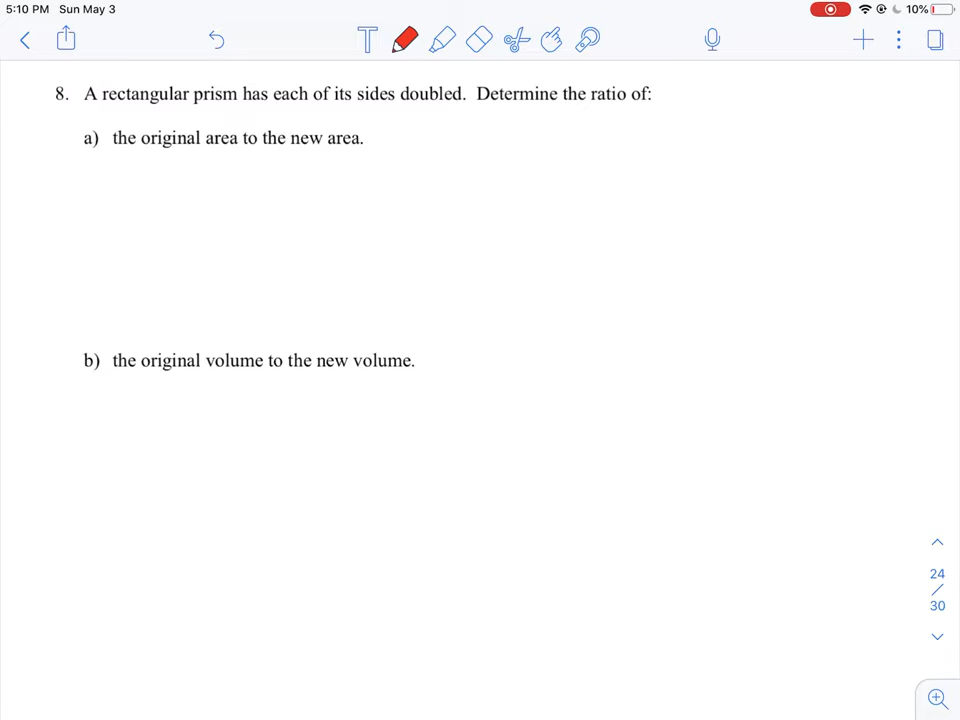 5:10 PM Sun May 3 10%
8. A rectangular prism has each of its sides doubled. Determine the ratio of:
a) the original area to the new area.
b) the original volume to the new volume.
24
/
30